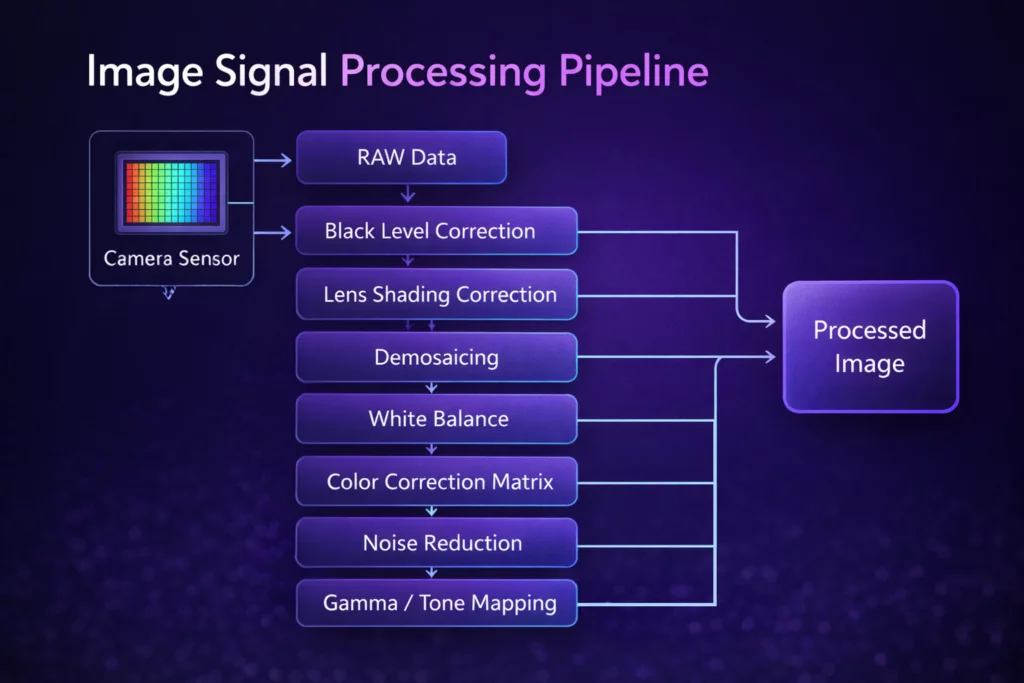 Image Signal Processing Pipeline
RAW Data
Black Level Correction
Camera Sensor
Lens Shading Correction
Processed
Image
Demosaicing
White Balance
Color Correction Matrix
Noise Reduction
Gamma / Tone Mapping